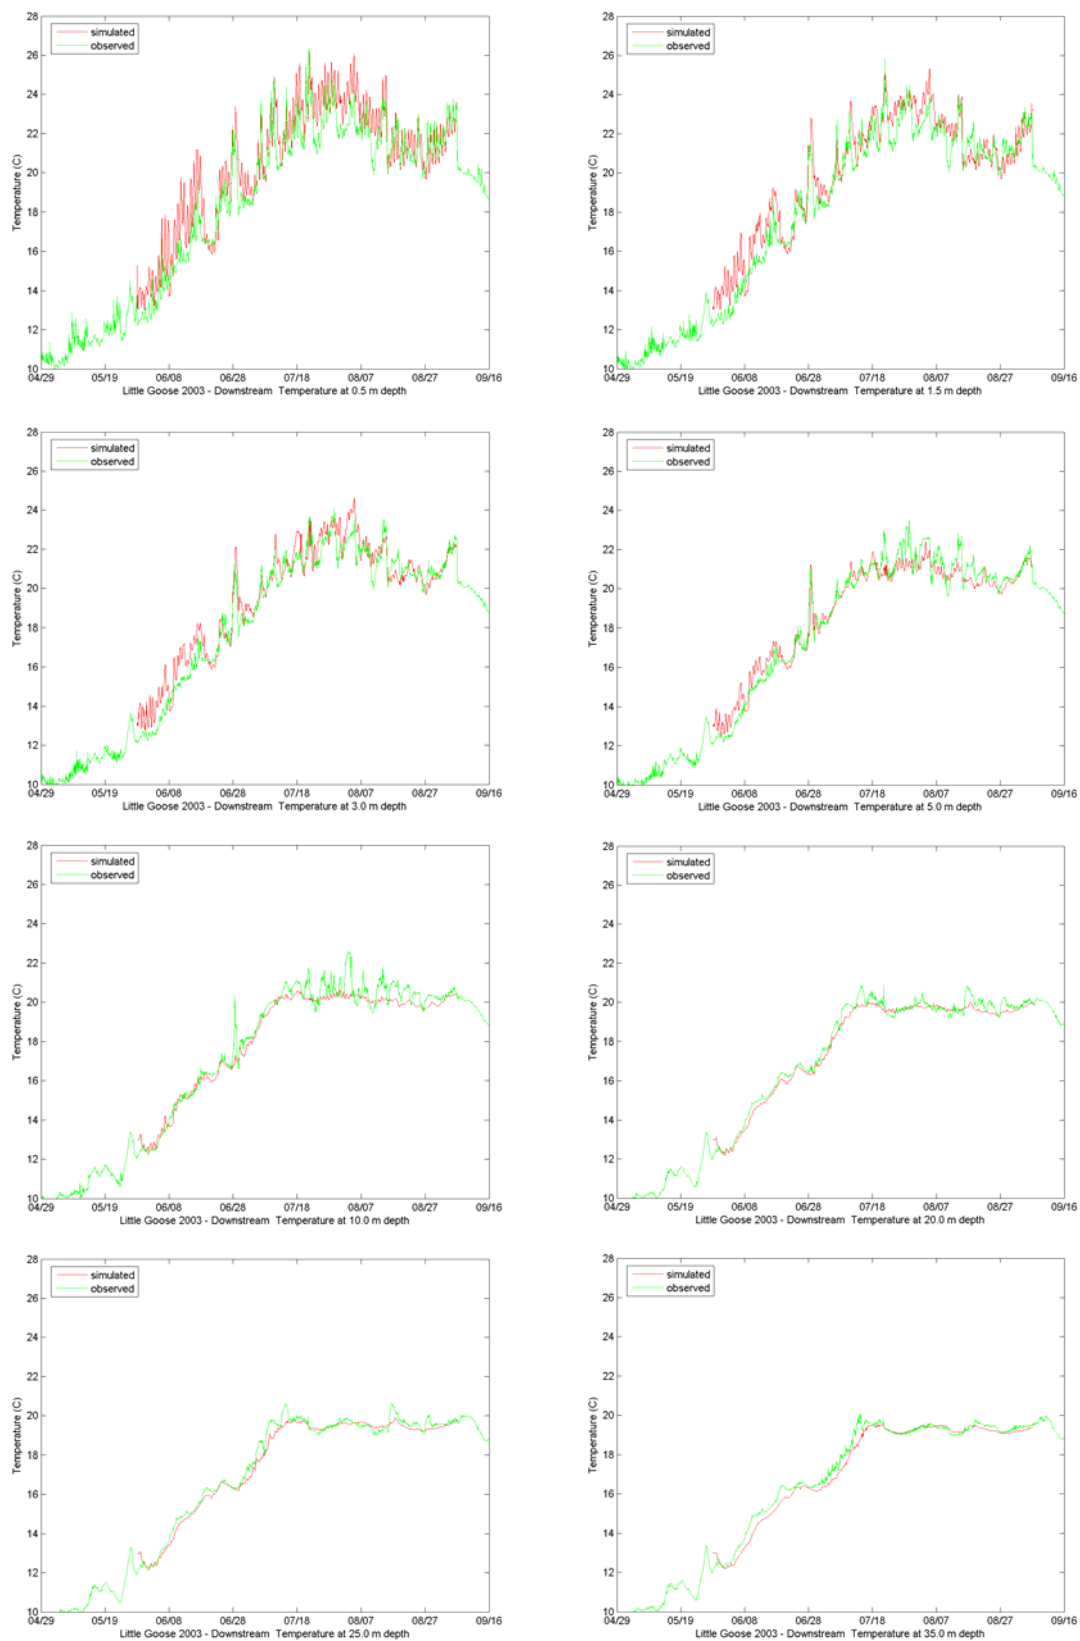 28
26
24
22
20
18
16
14
12
10
Temperature (C)
simulated
observed
04/29 05/19 06/08 06/28 07/18 08/07 08/27 09/16
Little Goose 2003 - Downstream Temperature at 0.5 m depth
28
26
24
22
20
18
16
14
12
10
Temperature (C)
simulated
observed
04/29 05/19 06/08 06/28 07/18 08/07 08/27 09/16
Little Goose 2003 - Downstream Temperature at 1.5 m depth
28
26
24
22
20
18
16
14
12
10
Temperature (C)
simulated
observed
04/29 05/19 06/08 06/28 07/18 08/07 08/27 09/16
Little Goose 2003 - Downstream Temperature at 3.0 m depth
28
26
24
22
20
18
16
14
12
10
Temperature (C)
simulated
observed
04/29 05/19 06/08 06/28 07/18 08/07 08/27 09/16
Little Goose 2003 - Downstream Temperature at 5.0 m depth
28
26
24
22
20
18
16
14
12
10
Temperature (C)
simulated
observed
04/29 05/19 06/08 06/28 07/18 08/07 08/27 09/16
Little Goose 2003 - Downstream Temperature at 10.0 m depth
28
26
24
22
20
18
16
14
12
10
Temperature (C)
simulated
observed
04/29 05/19 06/08 06/28 07/18 08/07 08/27 09/16
Little Goose 2003 - Downstream Temperature at 20.0 m depth
28
26
24
22
20
18
16
14
12
10
Temperature (C)
simulated
observed
04/29 05/19 06/08 06/28 07/18 08/07 08/27 09/16
Little Goose 2003 - Downstream Temperature at 25.0 m depth
28
26
24
22
20
18
16
14
12
10
Temperature (C)
simulated
observed
04/29 05/19 06/08 06/28 07/18 08/07 08/27 09/16
Little Goose 2003 - Downstream Temperature at 35.0 m depth